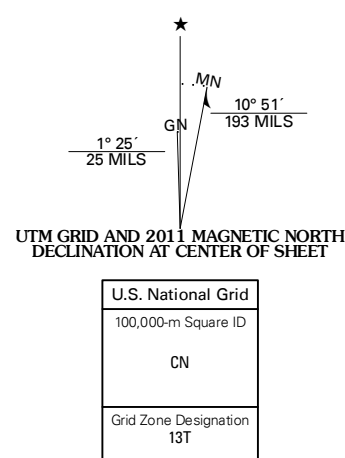 ★
MN
GN
10° 51´
193 MILS
1° 25´
25 MILS
UTM GRID AND 2011 MAGNETIC NORTH
DECLINATION AT CENTER OF SHEET
U.S. National Grid
100,000-m Square ID
CN
Grid Zone Designation
13T